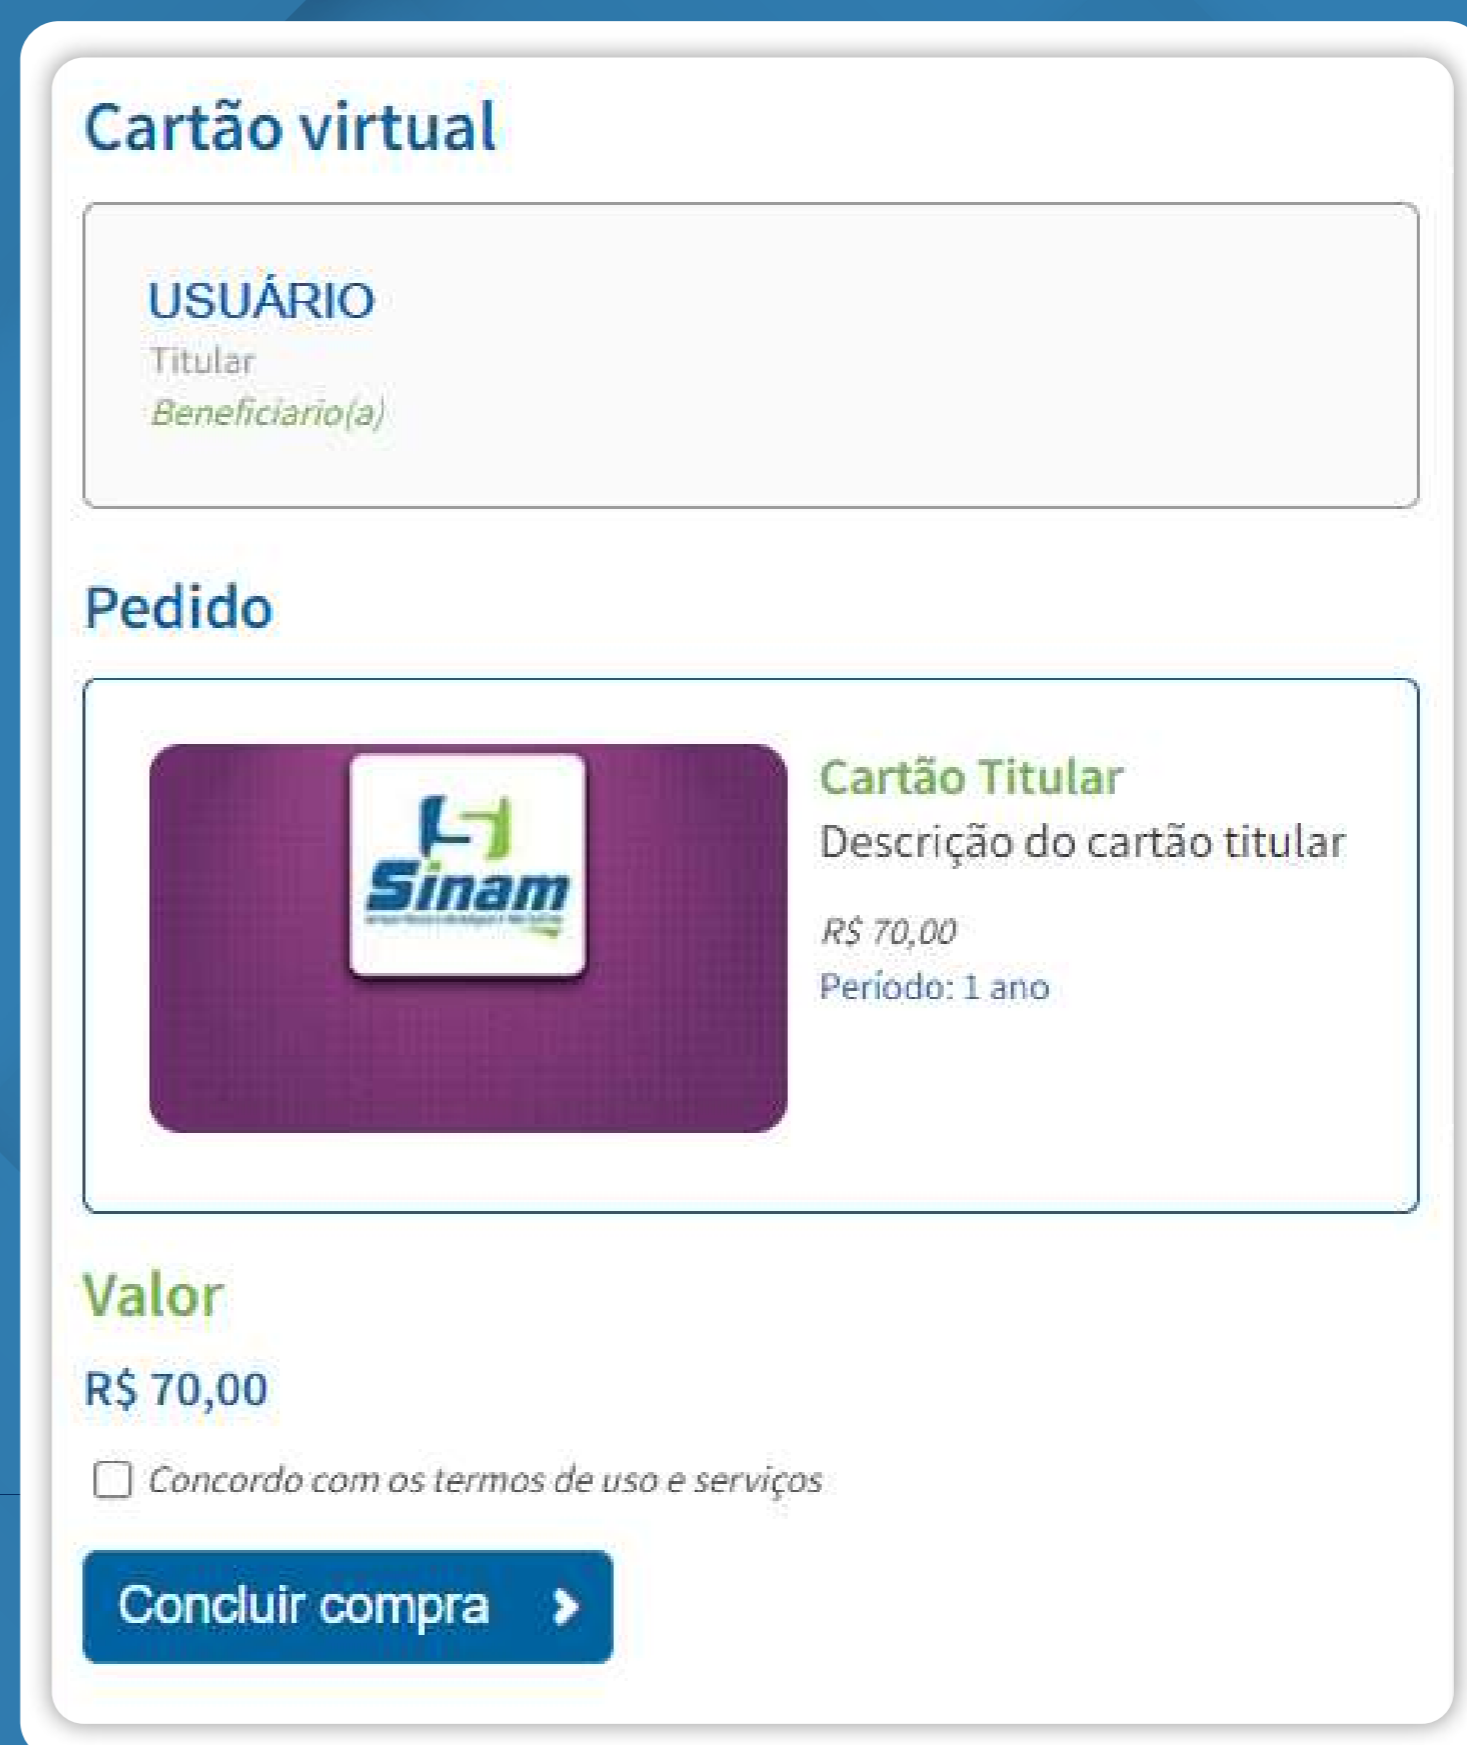 Cartão virtual
USUÁRIO
Titular
Beneficiario(a)
Pedido
Sinam
Cartão Titular
Descrição do cartão titular
R$ 70,00
Período: 1 ano
Valor
R$ 70,00
Concordo com os termos de uso e serviços
Concluir compra